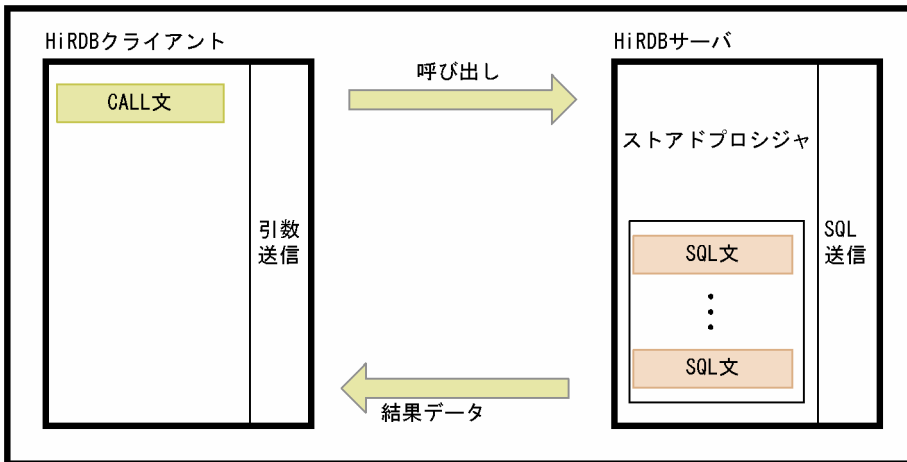 HiRDBクライアント
CALL文
引数
送信
呼び出し
結果データ
HiRDBサーバ
ストアドプロシジャ
SQL文
SQL文
SQL
送信